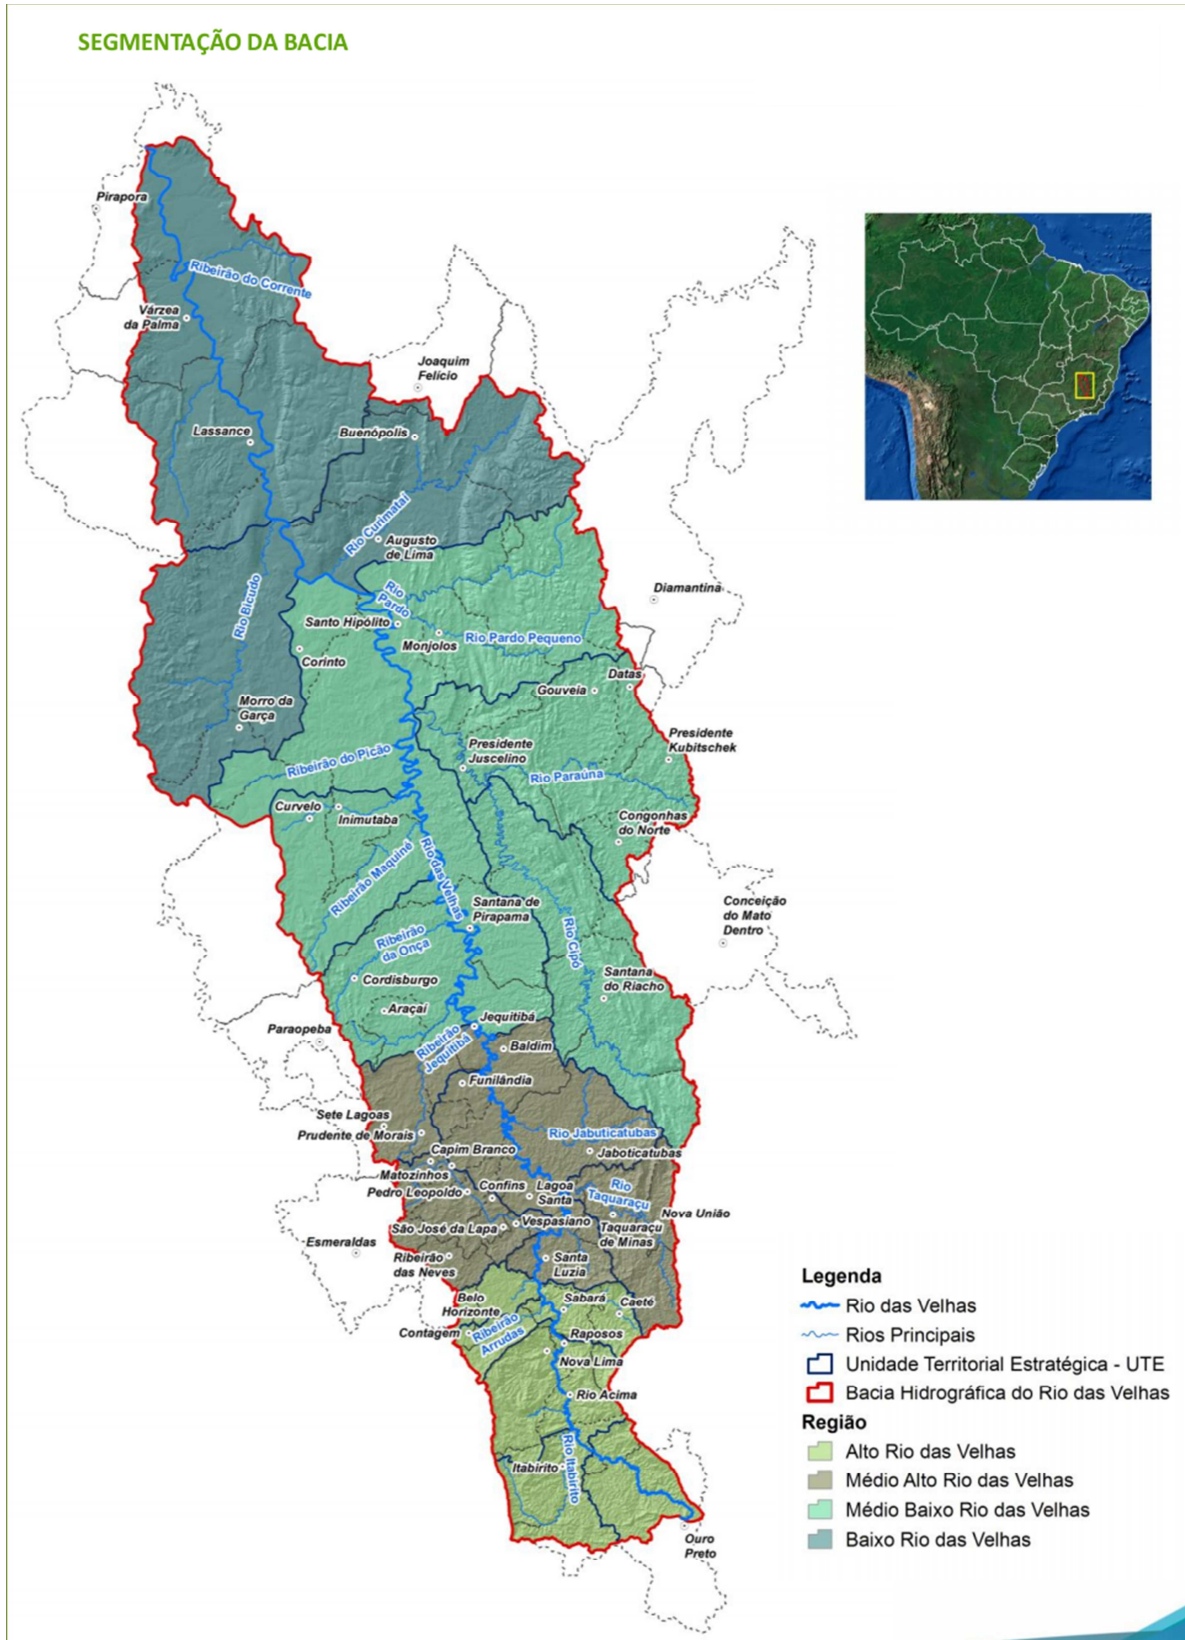 SEGMENTAÇÃO DA BACIA
Pirapora
Ribeirão do Corrente
Várzea
da Palma
Joaquim
Felício
Lassance
Buenópolis
Rio Curimataí
Augusto
de Lima
Rio Bicudo
Rio
Pardo
Diamantina
Santo Hipólito
Monjolos
Rio Pardo Pequeno
Corinto
Datas
Gouveia
Morro da
Garça
Presidente
Kubitschek
Presidente
Juscelino
Ribeirão do Picão
Rio Paraúna
Curvelo
Inimutaba
Congonhas
do Norte
Ribeirão Maquiné
Rio das Velhas
Santana de
Pirapama
Conceição
do Mato
Dentro
Ribeirão
da Onça
Rio Cipó
Cordisburgo
Santana
do Riacho
Araçaí
Jequitibá
Paraopeba
Ribeirão
Jequitibá
Baldim
Funilândia
Sete Lagoas
Prudente de Morais
Rio Jabuticatubas
Capim Branco
Jaboticatubas
Matozinhos
Pedro Leopoldo
Confins
Lagoa
Santa
Rio
Taquaraçu
Nova União
São José da Lapa
Vespasiano
Taquaraçu
de Minas
Esmeraldas
Ribeirão
das Neves
Santa
Luzia
Belo
Horizonte
Sabará
Caeté
Contagem
Ribeirão
Arrudas
Raposos
Nova Lima
Rio Acima
Itabirito
Rio Itabirito
Ouro
Preto
Legenda
Rio das Velhas
Rios Principais
Unidade Territorial Estratégica - UTE
Bacia Hidrográfica do Rio das Velhas
Região
Alto Rio das Velhas
Médio Alto Rio das Velhas
Médio Baixo Rio das Velhas
Baixo Rio das Velhas